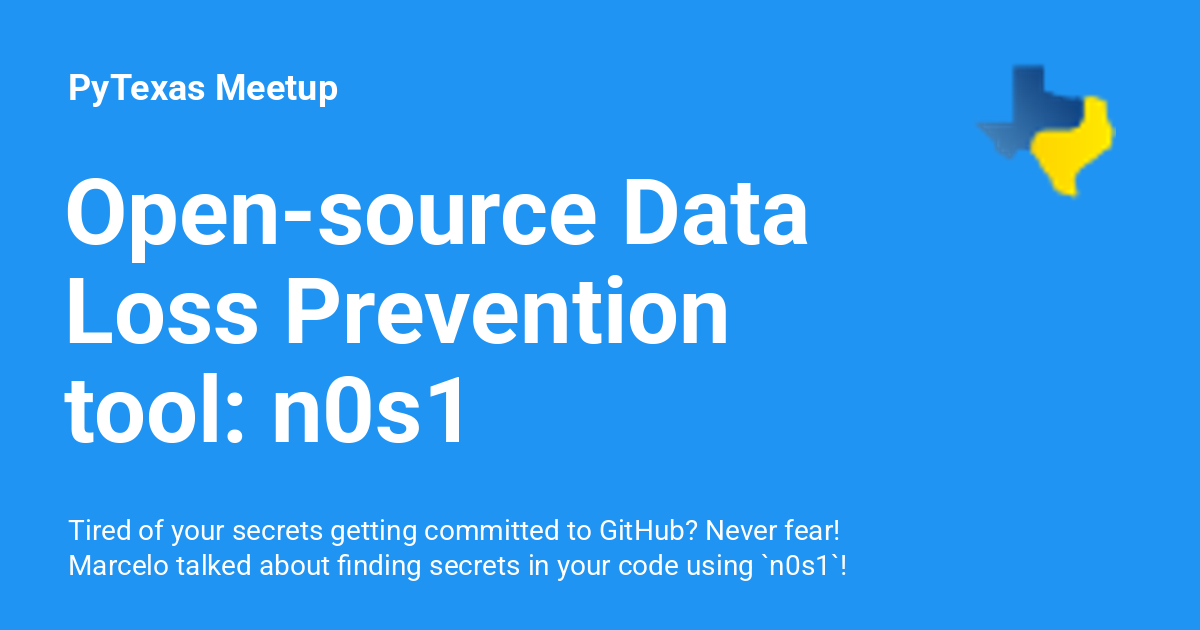 PyTexas Meetup
Open-source Data
Loss Prevention
tool: n0s1
Tired of your secrets getting committed to GitHub? Never fear!
Marcelo talked about finding secrets in your code using `n0s1`!